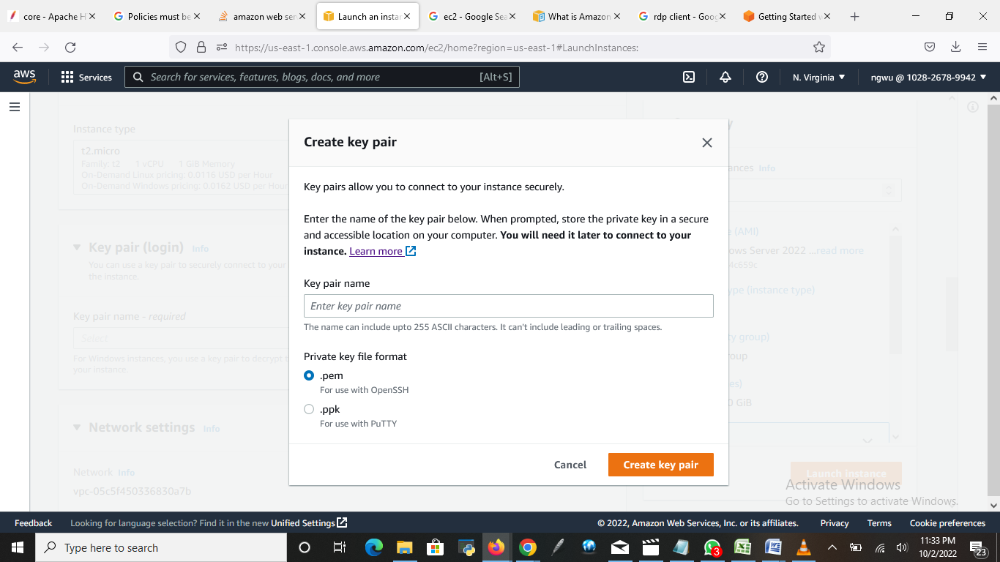 core - Apache H
Policies must be
amazon web ser
Launch an instan
ec2 - Google Sea
What is Amazon
rdp client - Goog
Getting Started w
https://us-east-1.console.aws.amazon.com/ec2/home?region=us-east-1#LaunchInstances:
aws
Services
Search for services, features, blogs, docs, and more
[Alt+S]
N. Virginia
ngwu @ 1028-2678-9942
Instance type
t2.micro
Family: t2 1 vCPU 1 GiB Memory
On-Demand Linux pricing: 0.0116 USD per Hour
On-Demand Windows pricing: 0.0162 USD per Hour
Key pair (login) Info
You can use a key pair to securely connect to your
the instance.
Key pair name - required
Select
For Windows instances, you use a key pair to decrypt t
your instance.
Network settings Info
Network Info
vpc-05c5f450336830a7b
Create key pair
Key pairs allow you to connect to your instance securely.
Enter the name of the key pair below. When prompted, store the private key in a secure
and accessible location on your computer. You will need it later to connect to your
instance. Learn more
Key pair name
Enter key pair name
The name can include upto 255 ASCII characters. It can't include leading or trailing spaces.
Private key file format
.pem
For use with OpenSSH
.ppk
For use with PuTTY
Cancel
Create key pair
ances Info
(AMI)
ows Server 2022 ...read more
4c659c
ype (instance type)
ty group)
oup
es)
0 GiB
Launch instance
Activate Windows
Go to Settings to activate Windows.
Feedback
Looking for language selection? Find it in the new Unified Settings
© 2022, Amazon Web Services, Inc. or its affiliates.
Privacy
Terms
Cookie preferences
Type here to search
3
11:33 PM
10/2/2022
23